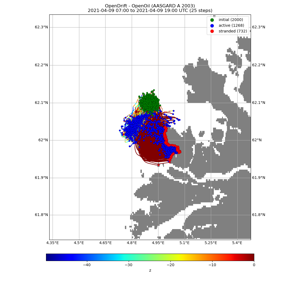 OpenDrift - OpenOil (AASGARD A 2003)
2021-04-09 07:00 to 2021-04-09 19:00 UTC (25 steps)
initial (2000)
active (1268)
stranded (732)
62.3°N
62.3°N
62.2°N
62.2°N
62.1°N
62.1°N
62°N
62°N
61.9°N
61.9°N
61.8°N
61.8°N
4.35°E 4.5°E 4.65°E 4.8°E 4.95°E 5.1°E 5.25°E 5.4°E
−40 −30 −20 −10 0
z